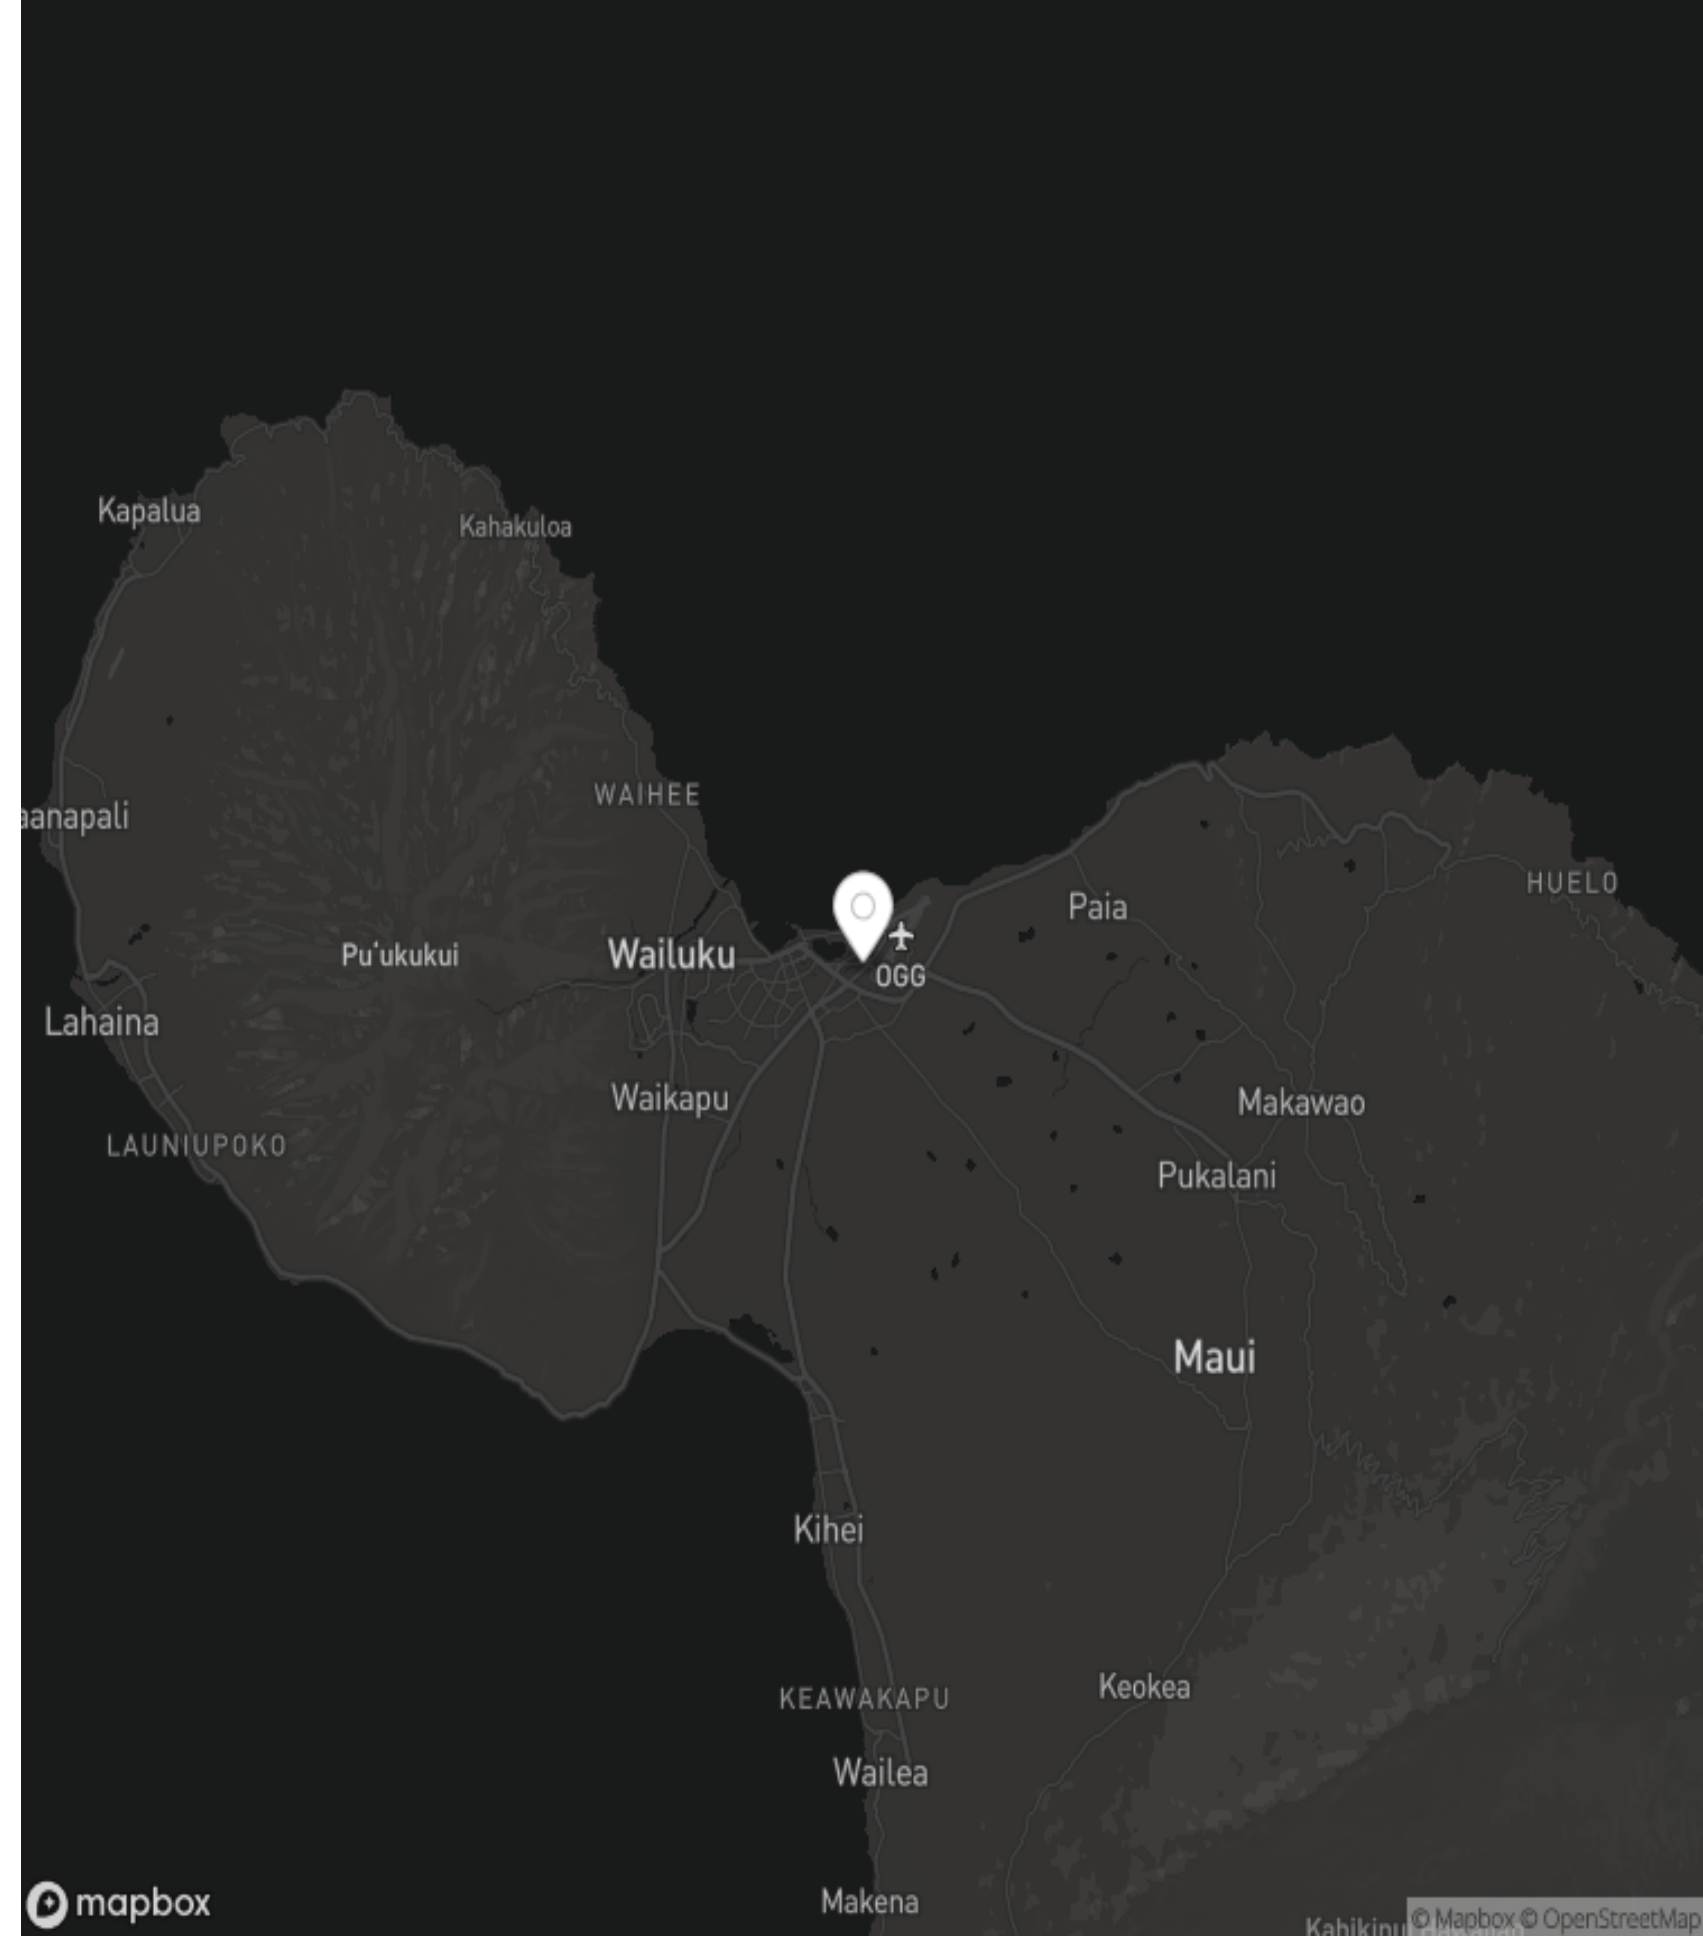 Kapalua
Kahakuloa
WAIHEE
aanapali
HUELO
Paia
Pu'ukukui
Wailuku
OGG
Lahaina
Waikapu
Makawao
LAUNIUPOKO
Pukalani
Maui
Kihei
Keokea
KEAWAKAPU
Wailea
Makena
mapbox
© Mapbox © OpenStreetMap